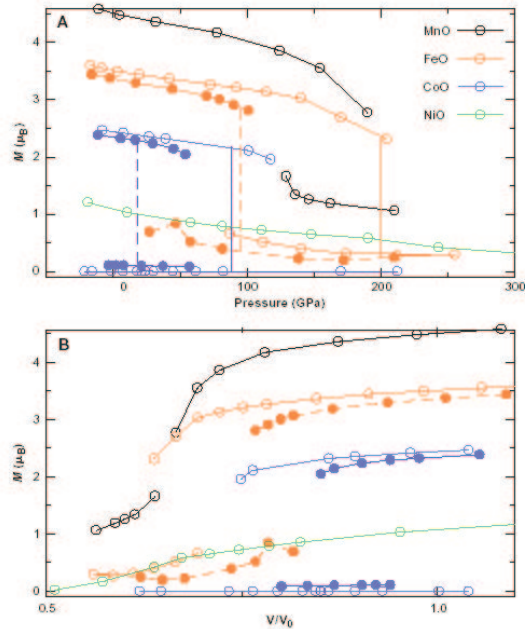 A
MnO
FeO
CoO
NiO
4
3
2
1
0
M (μB)
0
100
200
300
Pressure (GPa)
B
4
3
2
1
0
M (μB)
0.5
1.0
V/V0